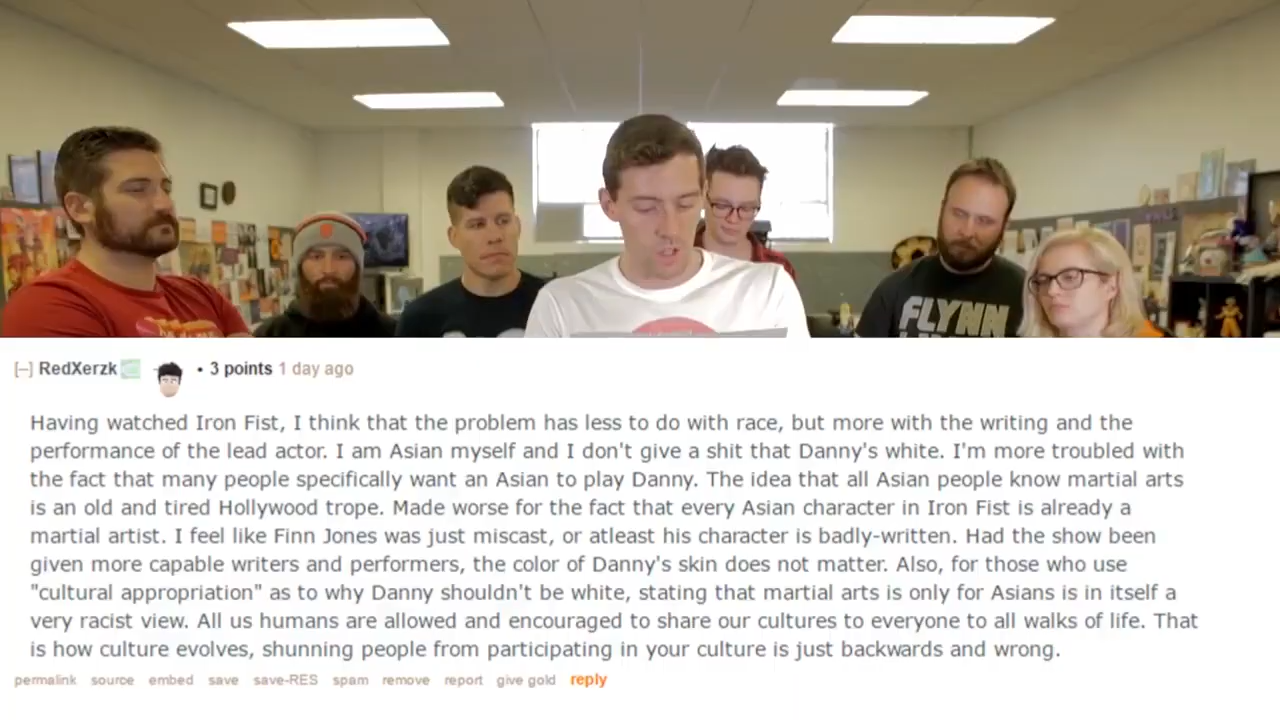 FLYNN
[–] RedXerzk • 3 points 1 day ago
Having watched Iron Fist, I think that the problem has less to do with race, but more with the writing and the
performance of the lead actor. I am Asian myself and I don't give a shit that Danny's white. I'm more troubled with
the fact that many people specifically want an Asian to play Danny. The idea that all Asian people know martial arts
is an old and tired Hollywood trope. Made worse for the fact that every Asian character in Iron Fist is already a
martial artist. I feel like Finn Jones was just miscast, or atleast his character is badly-written. Had the show been
given more capable writers and performers, the color of Danny's skin does not matter. Also, for those who use
"cultural appropriation" as to why Danny shouldn't be white, stating that martial arts is only for Asians is in itself a
very racist view. All us humans are allowed and encouraged to share our cultures to everyone to all walks of life. That
is how culture evolves, shunning people from participating in your culture is just backwards and wrong.
permalink source embed save save-RES spam remove report give gold reply